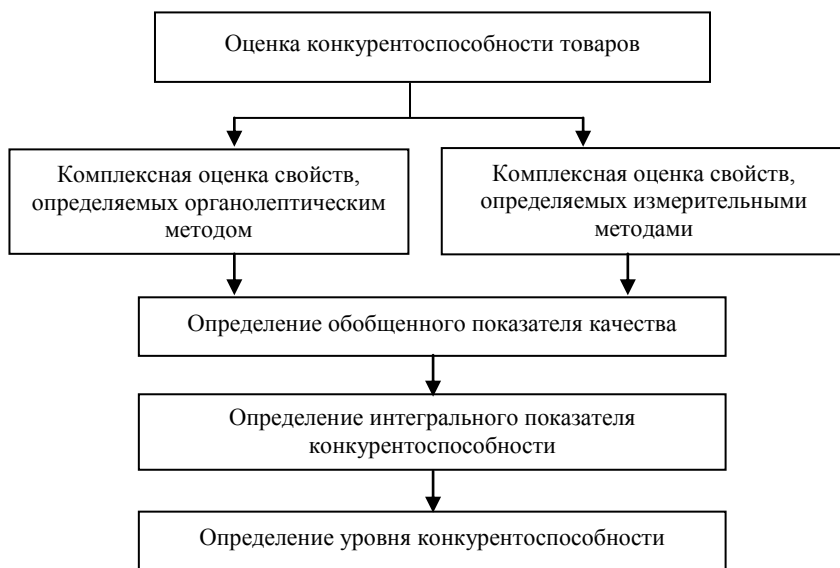 Оценка конкурентоспособности товаров
Комплексная оценка свойств,
определяемых органолептическим
методом
Комплексная оценка свойств,
определяемых измерительными
методами
Определение обобщенного показателя качества
Определение интегрального показателя
конкурентоспособности
Определение уровня конкурентоспособности